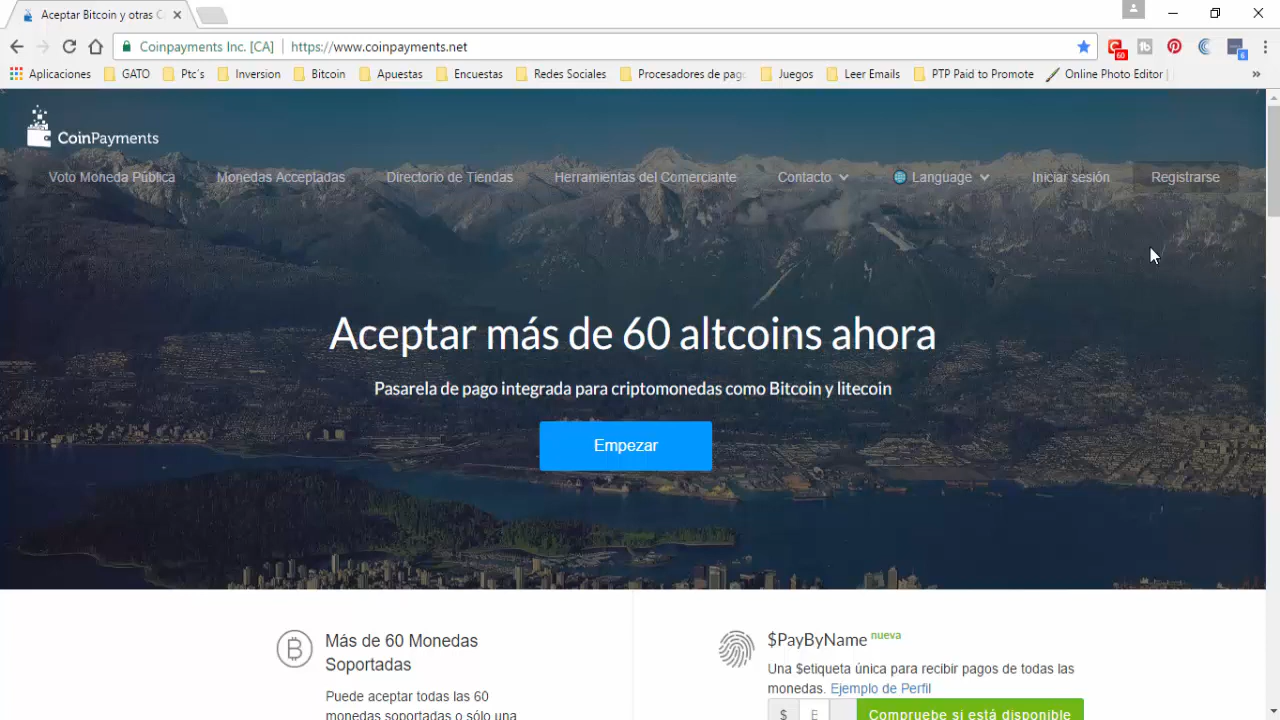 Aceptar Bitcoin y otras C
Coinpayments Inc. [CA] https://www.coinpayments.net
60
6
Aplicaciones GATO Ptc's Inversion Bitcoin Apuestas Encuestas Redes Sociales Procesadores de pago Juegos Leer Emails PTP Paid to Promote Online Photo Editor |
CoinPayments
Voto Moneda Pública Monedas Acceptadas Directorio de Tiendas Herramientas del Comerciante Contacto Language Iniciar sesión Registrarse
Aceptar más de 60 altcoins ahora
Pasarela de pago integrada para criptomonedas como Bitcoin y litecoin
Empezar
Más de 60 Monedas
Soportadas
Puede aceptar todas las 60
monedas soportadas o sólo una
$PayByName nueva
Una $etiqueta única para recibir pagos de todas las
monedas. Ejemplo de Perfil
$ E Compruebe si está disponible